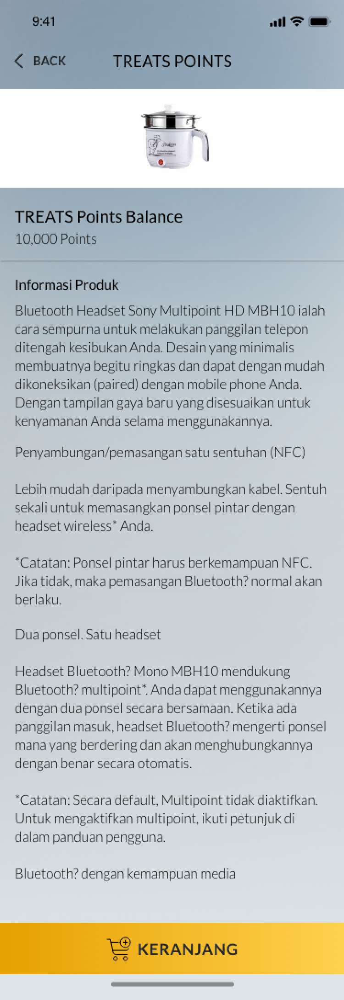 9:41
BACK
TREATS POINTS
TREATS Points Balance
10,000 Points
Informasi Produk
Bluetooth Headset Sony Multipoint HD MBH10 ialah
cara sempurna untuk melakukan panggilan telepon
ditengah kesibukan Anda. Desain yang minimalis
membuatnya begitu ringkas dan dapat dengan mudah
dikoneksikan (paired) dengan mobile phone Anda.
Dengan tampilan gaya baru yang disesuaikan untuk
kenyamanan Anda selama menggunakannya.
Penyambungan/pemasangan satu sentuhan (NFC)
Lebih mudah daripada menyambungkan kabel. Sentuh
sekali untuk memasangkan ponsel pintar dengan
headset wireless* Anda.
*Catatan: Ponsel pintar harus berkemampuan NFC.
Jika tidak, maka pemasangan Bluetooth? normal akan
berlaku.
Dua ponsel. Satu headset
Headset Bluetooth? Mono MBH10 mendukung
Bluetooth? multipoint*. Anda dapat menggunakannya
dengan dua ponsel secara bersamaan. Ketika ada
panggilan masuk, headset Bluetooth? mengerti ponsel
mana yang berdering dan akan menghubungkannya
dengan benar secara otomatis.
*Catatan: Secara default, Multipoint tidak diaktifkan.
Untuk mengaktifkan multipoint, ikuti petunjuk di
dalam panduan pengguna.
Bluetooth? dengan kemampuan media
KERANJANG